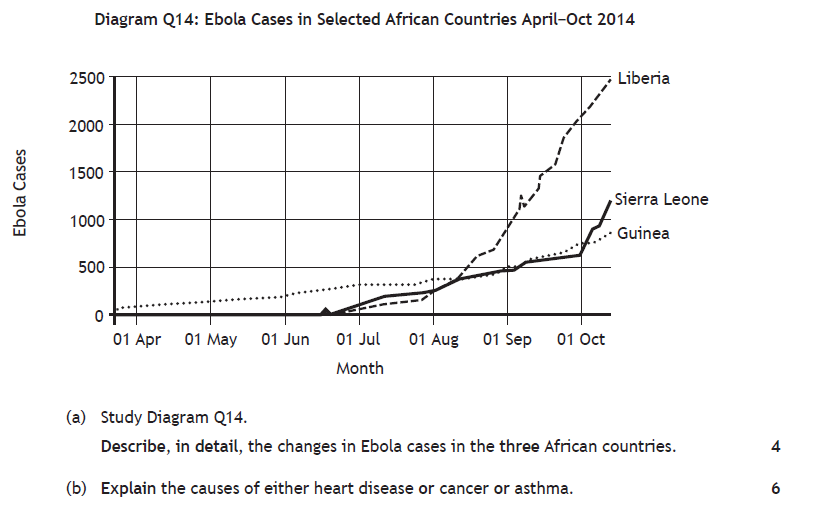 Diagram Q14: Ebola Cases in Selected African Countries April–Oct 2014
2500
2000
1500
1000
500
0
Ebola Cases
Liberia
Sierra Leone
Guinea
01 Apr 01 May 01 Jun 01 Jul 01 Aug 01 Sep 01 Oct
Month
(a) Study Diagram Q14.
Describe, in detail, the changes in Ebola cases in the three African countries. 4
(b) Explain the causes of either heart disease or cancer or asthma. 6